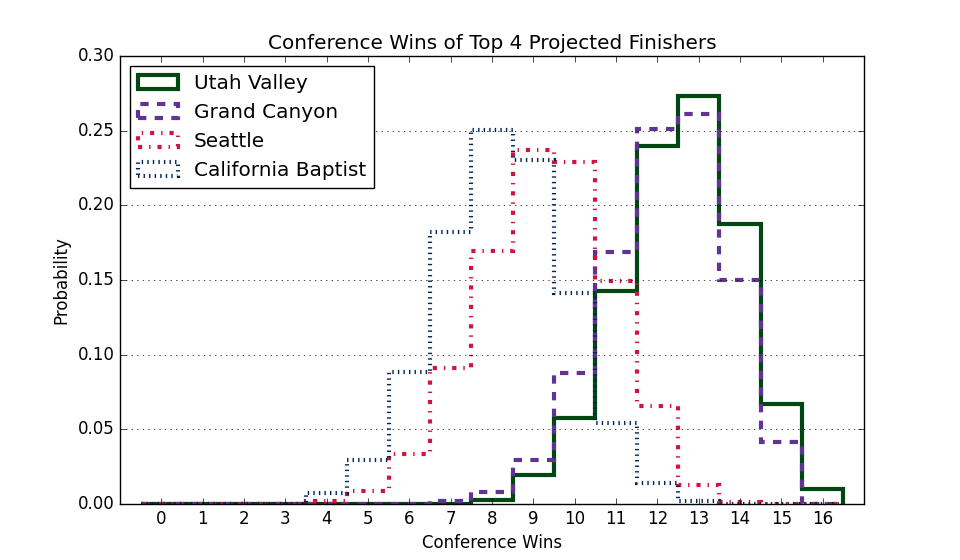 Conference Wins of Top 4 Projected Finishers
0.30
Utah Valley
Grand Canyon
Seattle
California Baptist
0.25
0.20
0.15
0.10
0.05
0.00
Probability
0 1 2 3 4 5 6 7 8 9 10 11 12 13 14 15 16
Conference Wins